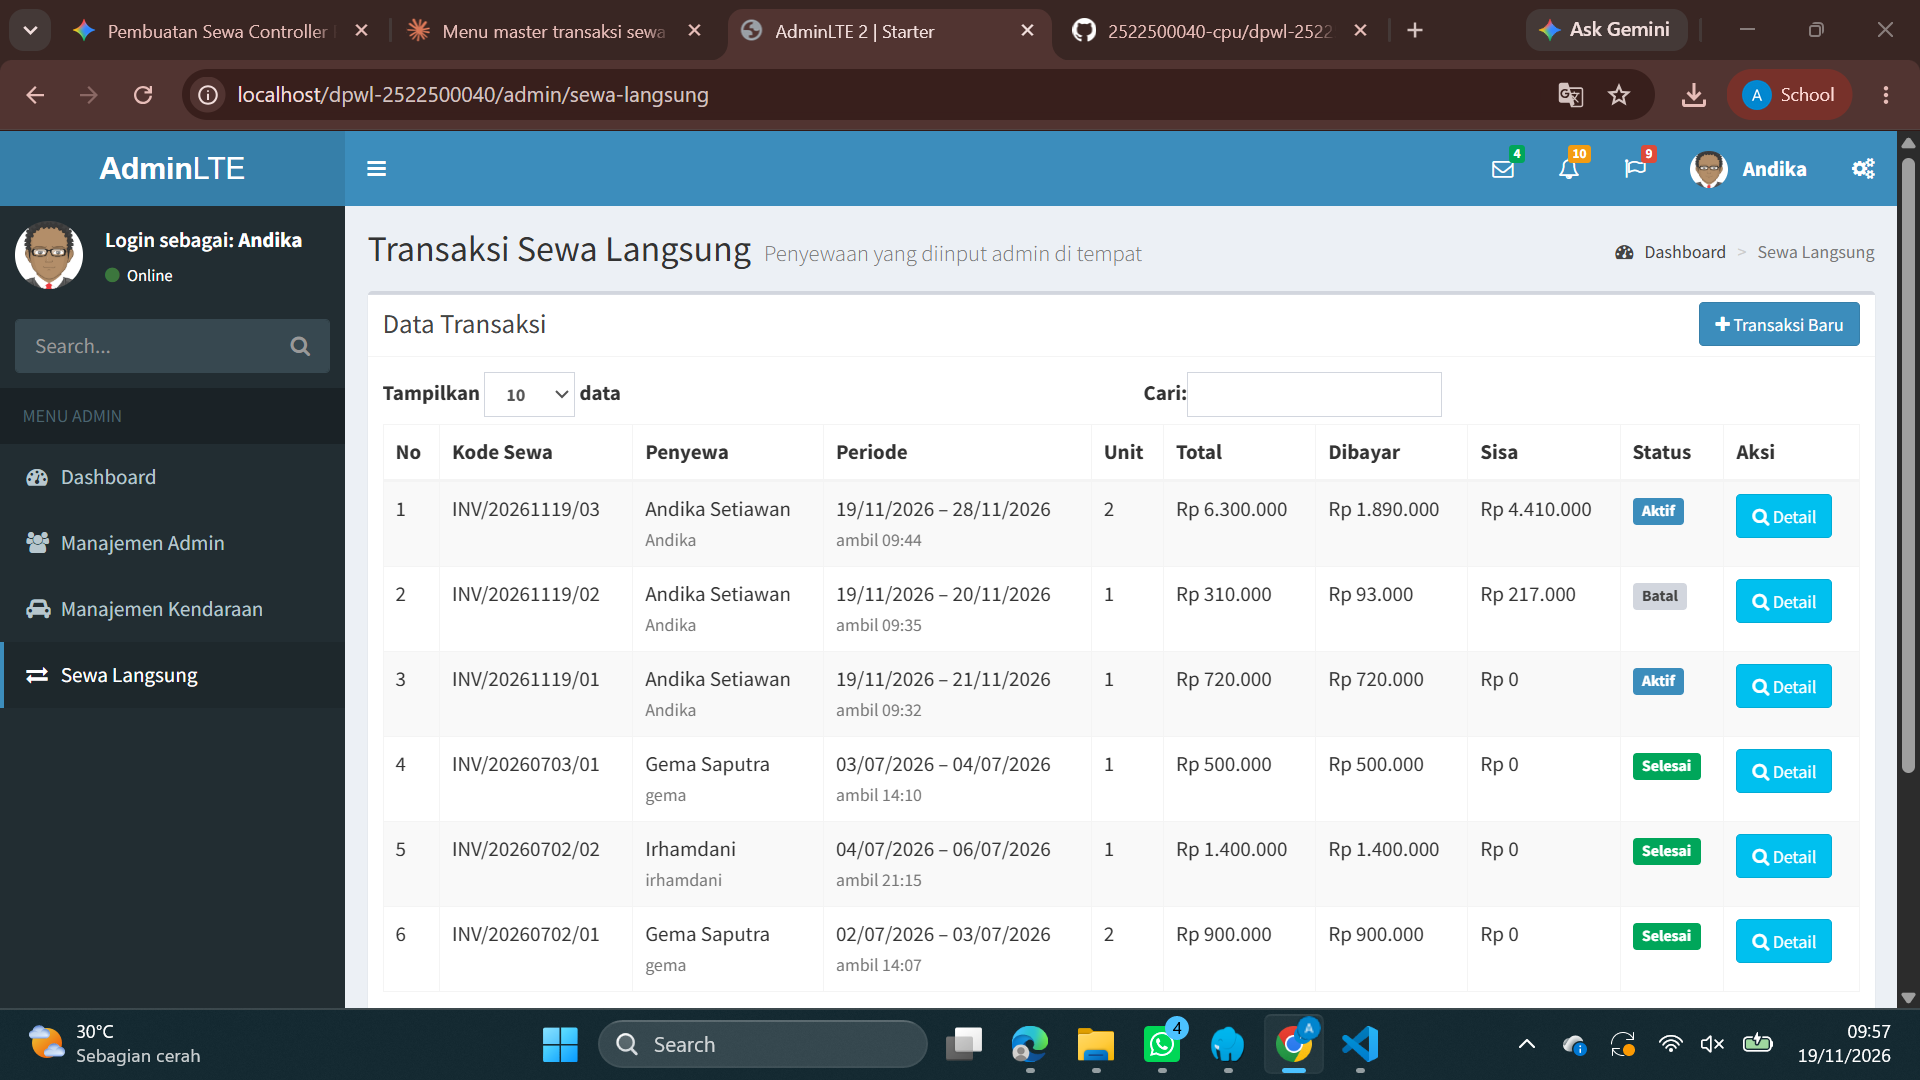 Pembuatan Sewa Controller
Menu master transaksi sewa
AdminLTE 2 | Starter
2522500040-cpu/dpwl-2522
Ask Gemini
localhost/dpwl-2522500040/admin/sewa-langsung
A
School
AdminLTE
4
10
9
Andika
Login sebagai: Andika
Online
Search...
MENU ADMIN
Dashboard
Manajemen Admin
Manajemen Kendaraan
Sewa Langsung
Transaksi Sewa Langsung Penyewaan yang diinput admin di tempat
Dashboard > Sewa Langsung
Data Transaksi
Transaksi Baru
Tampilkan 10 data
Cari:
No Kode Sewa Penyewa Periode Unit Total Dibayar Sisa Status Aksi
1 INV/20261119/03 Andika Setiawan 19/11/2026 – 28/11/2026 2 Rp 6.300.000 Rp 1.890.000 Rp 4.410.000 Aktif Detail
Andika ambil 09:44
2 INV/20261119/02 Andika Setiawan 19/11/2026 – 20/11/2026 1 Rp 310.000 Rp 93.000 Rp 217.000 Batal Detail
Andika ambil 09:35
3 INV/20261119/01 Andika Setiawan 19/11/2026 – 21/11/2026 1 Rp 720.000 Rp 720.000 Rp 0 Aktif Detail
Andika ambil 09:32
4 INV/20260703/01 Gema Saputra 03/07/2026 – 04/07/2026 1 Rp 500.000 Rp 500.000 Rp 0 Selesai Detail
gema ambil 14:10
5 INV/20260702/02 Irhamdani 04/07/2026 – 06/07/2026 1 Rp 1.400.000 Rp 1.400.000 Rp 0 Selesai Detail
irhamdani ambil 21:15
6 INV/20260702/01 Gema Saputra 02/07/2026 – 03/07/2026 2 Rp 900.000 Rp 900.000 Rp 0 Selesai Detail
gema ambil 14:07
30°C
Sebagian cerah
Search
4
A
09:57
19/11/2026